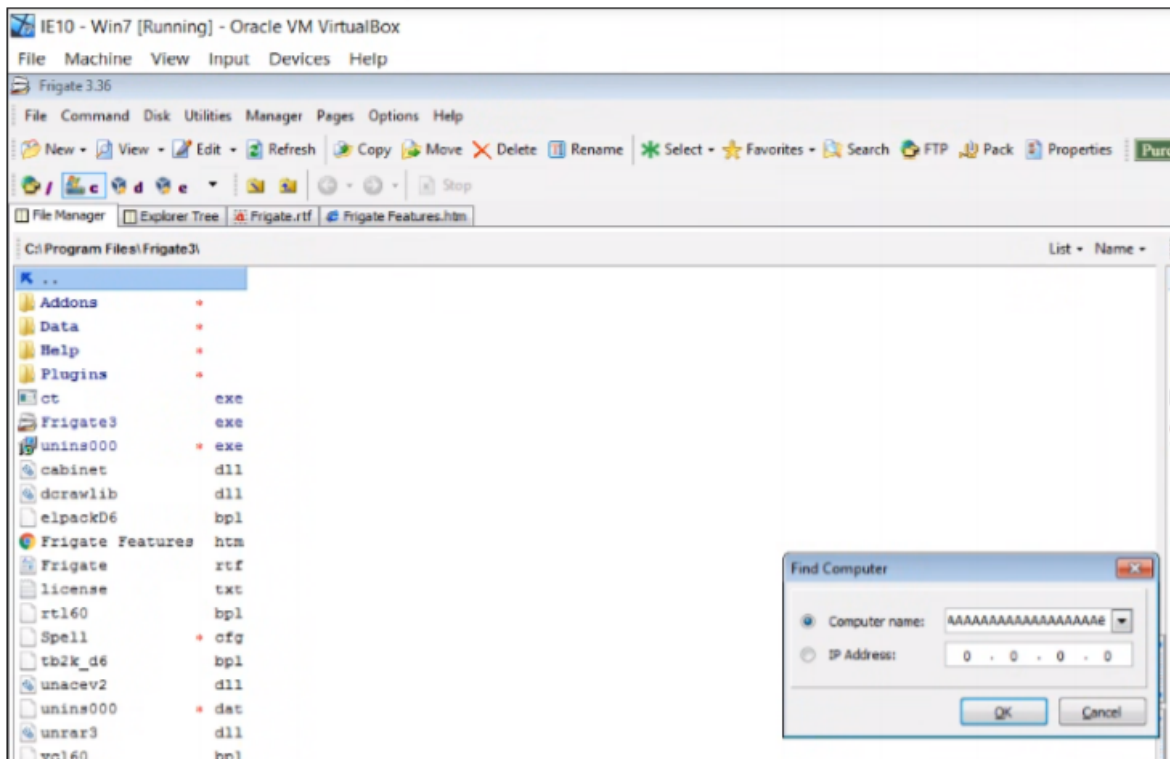 IE10 - Win7 [Running] - Oracle VM VirtualBox
File Machine View Input Devices Help
Frigate 3.36
File Command Disk Utilities Manager Pages Options Help
New View Edit Refresh Copy Move Delete Rename Select Favorites Search FTP Pack Properties
/ c d e Stop
File Manager Explorer Tree Frigate.rtf Frigate Features.htm
C:\Program Files\Frigate3\ List Name
..
Addons *
Data *
Help *
Plugins *
ct exe
Frigate3 exe
unins000 * exe
cabinet dll
dcrawlib dll
elpackD6 bpl
Frigate Features htm
Frigate rtf
license txt
rtl60 bpl
Spell * cfg
tb2k_d6 bpl
unacev2 dll
unins000 * dat
unrar3 dll
vcl60 bpl
Find Computer
Computer name:
IP Address: 0 . 0 . 0 . 0
OK Cancel